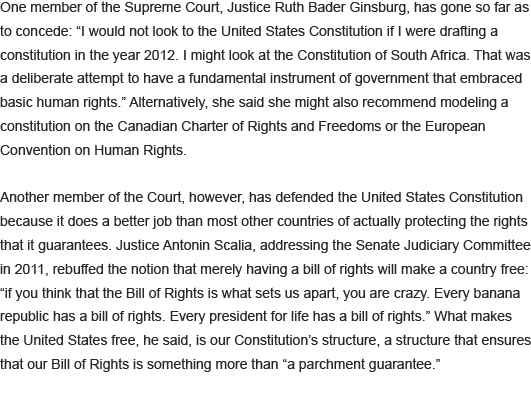 One member of the Supreme Court, Justice Ruth Bader Ginsburg, has gone so far as
to concede: “I would not look to the United States Constitution if I were drafting a
constitution in the year 2012. I might look at the Constitution of South Africa. That was
a deliberate attempt to have a fundamental instrument of government that embraced
basic human rights.” Alternatively, she said she might also recommend modeling a
constitution on the Canadian Charter of Rights and Freedoms or the European
Convention on Human Rights.
Another member of the Court, however, has defended the United States Constitution
because it does a better job than most other countries of actually protecting the rights
that it guarantees. Justice Antonin Scalia, addressing the Senate Judiciary Committee
in 2011, rebuffed the notion that merely having a bill of rights will make a country free:
“if you think that the Bill of Rights is what sets us apart, you are crazy. Every banana
republic has a bill of rights. Every president for life has a bill of rights.” What makes
the United States free, he said, is our Constitution’s structure, a structure that ensures
that our Bill of Rights is something more than “a parchment guarantee.”